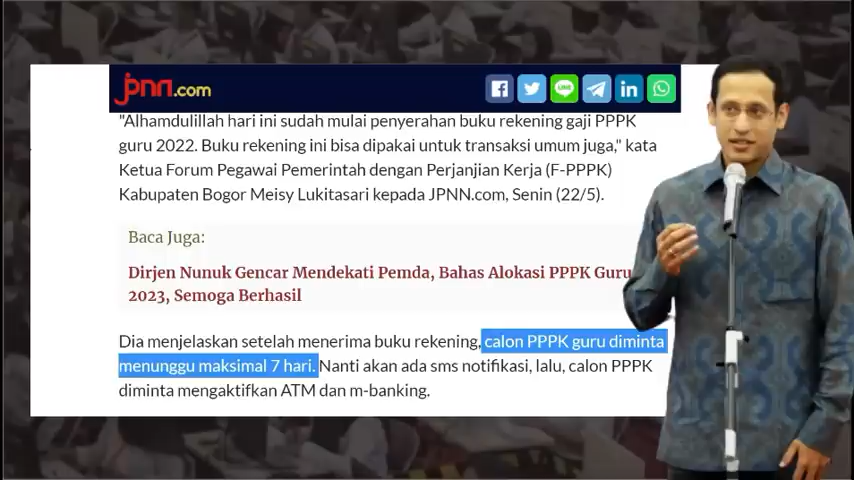 jpnn.com
"Alhamdulillah hari ini sudah mulai penyerahan buku rekening gaji PPPK
guru 2022. Buku rekening ini bisa dipakai untuk transaksi umum juga," kata
Ketua Forum Pegawai Pemerintah dengan Perjanjian Kerja (F-PPPK)
Kabupaten Bogor Meisy Lukitasari kepada JPNN.com, Senin (22/5).
Baca Juga:
Dirjen Nunuk Gencar Mendekati Pemda, Bahas Alokasi PPPK Guru
2023, Semoga Berhasil
Dia menjelaskan setelah menerima buku rekening, calon PPPK guru diminta
menunggu maksimal 7 hari. Nanti akan ada sms notifikasi, lalu, calon PPPK
diminta mengaktifkan ATM dan m-banking.